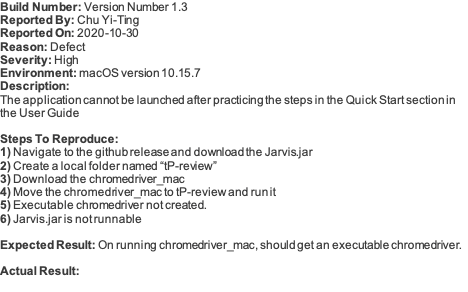 Build Number: Version Number 1.3
Reported By: Chu Yi-Ting
Reported On: 2020-10-30
Reason: Defect
Severity: High
Environment: macOS version 10.15.7
Description:
The application cannot be launched after practicing the steps in the Quick Start section in
the User Guide
Steps To Reproduce:
1) Navigate to the github release and download the Jarvis.jar
2) Create a local folder named “tP-review”
3) Download the chromedriver_mac
4) Move the chromedriver_mac to tP-review and run it
5) Executable chromedriver not created.
6) Jarvis.jar is not runnable
Expected Result: On running chromedriver_mac, should get an executable chromedriver.
Actual Result: